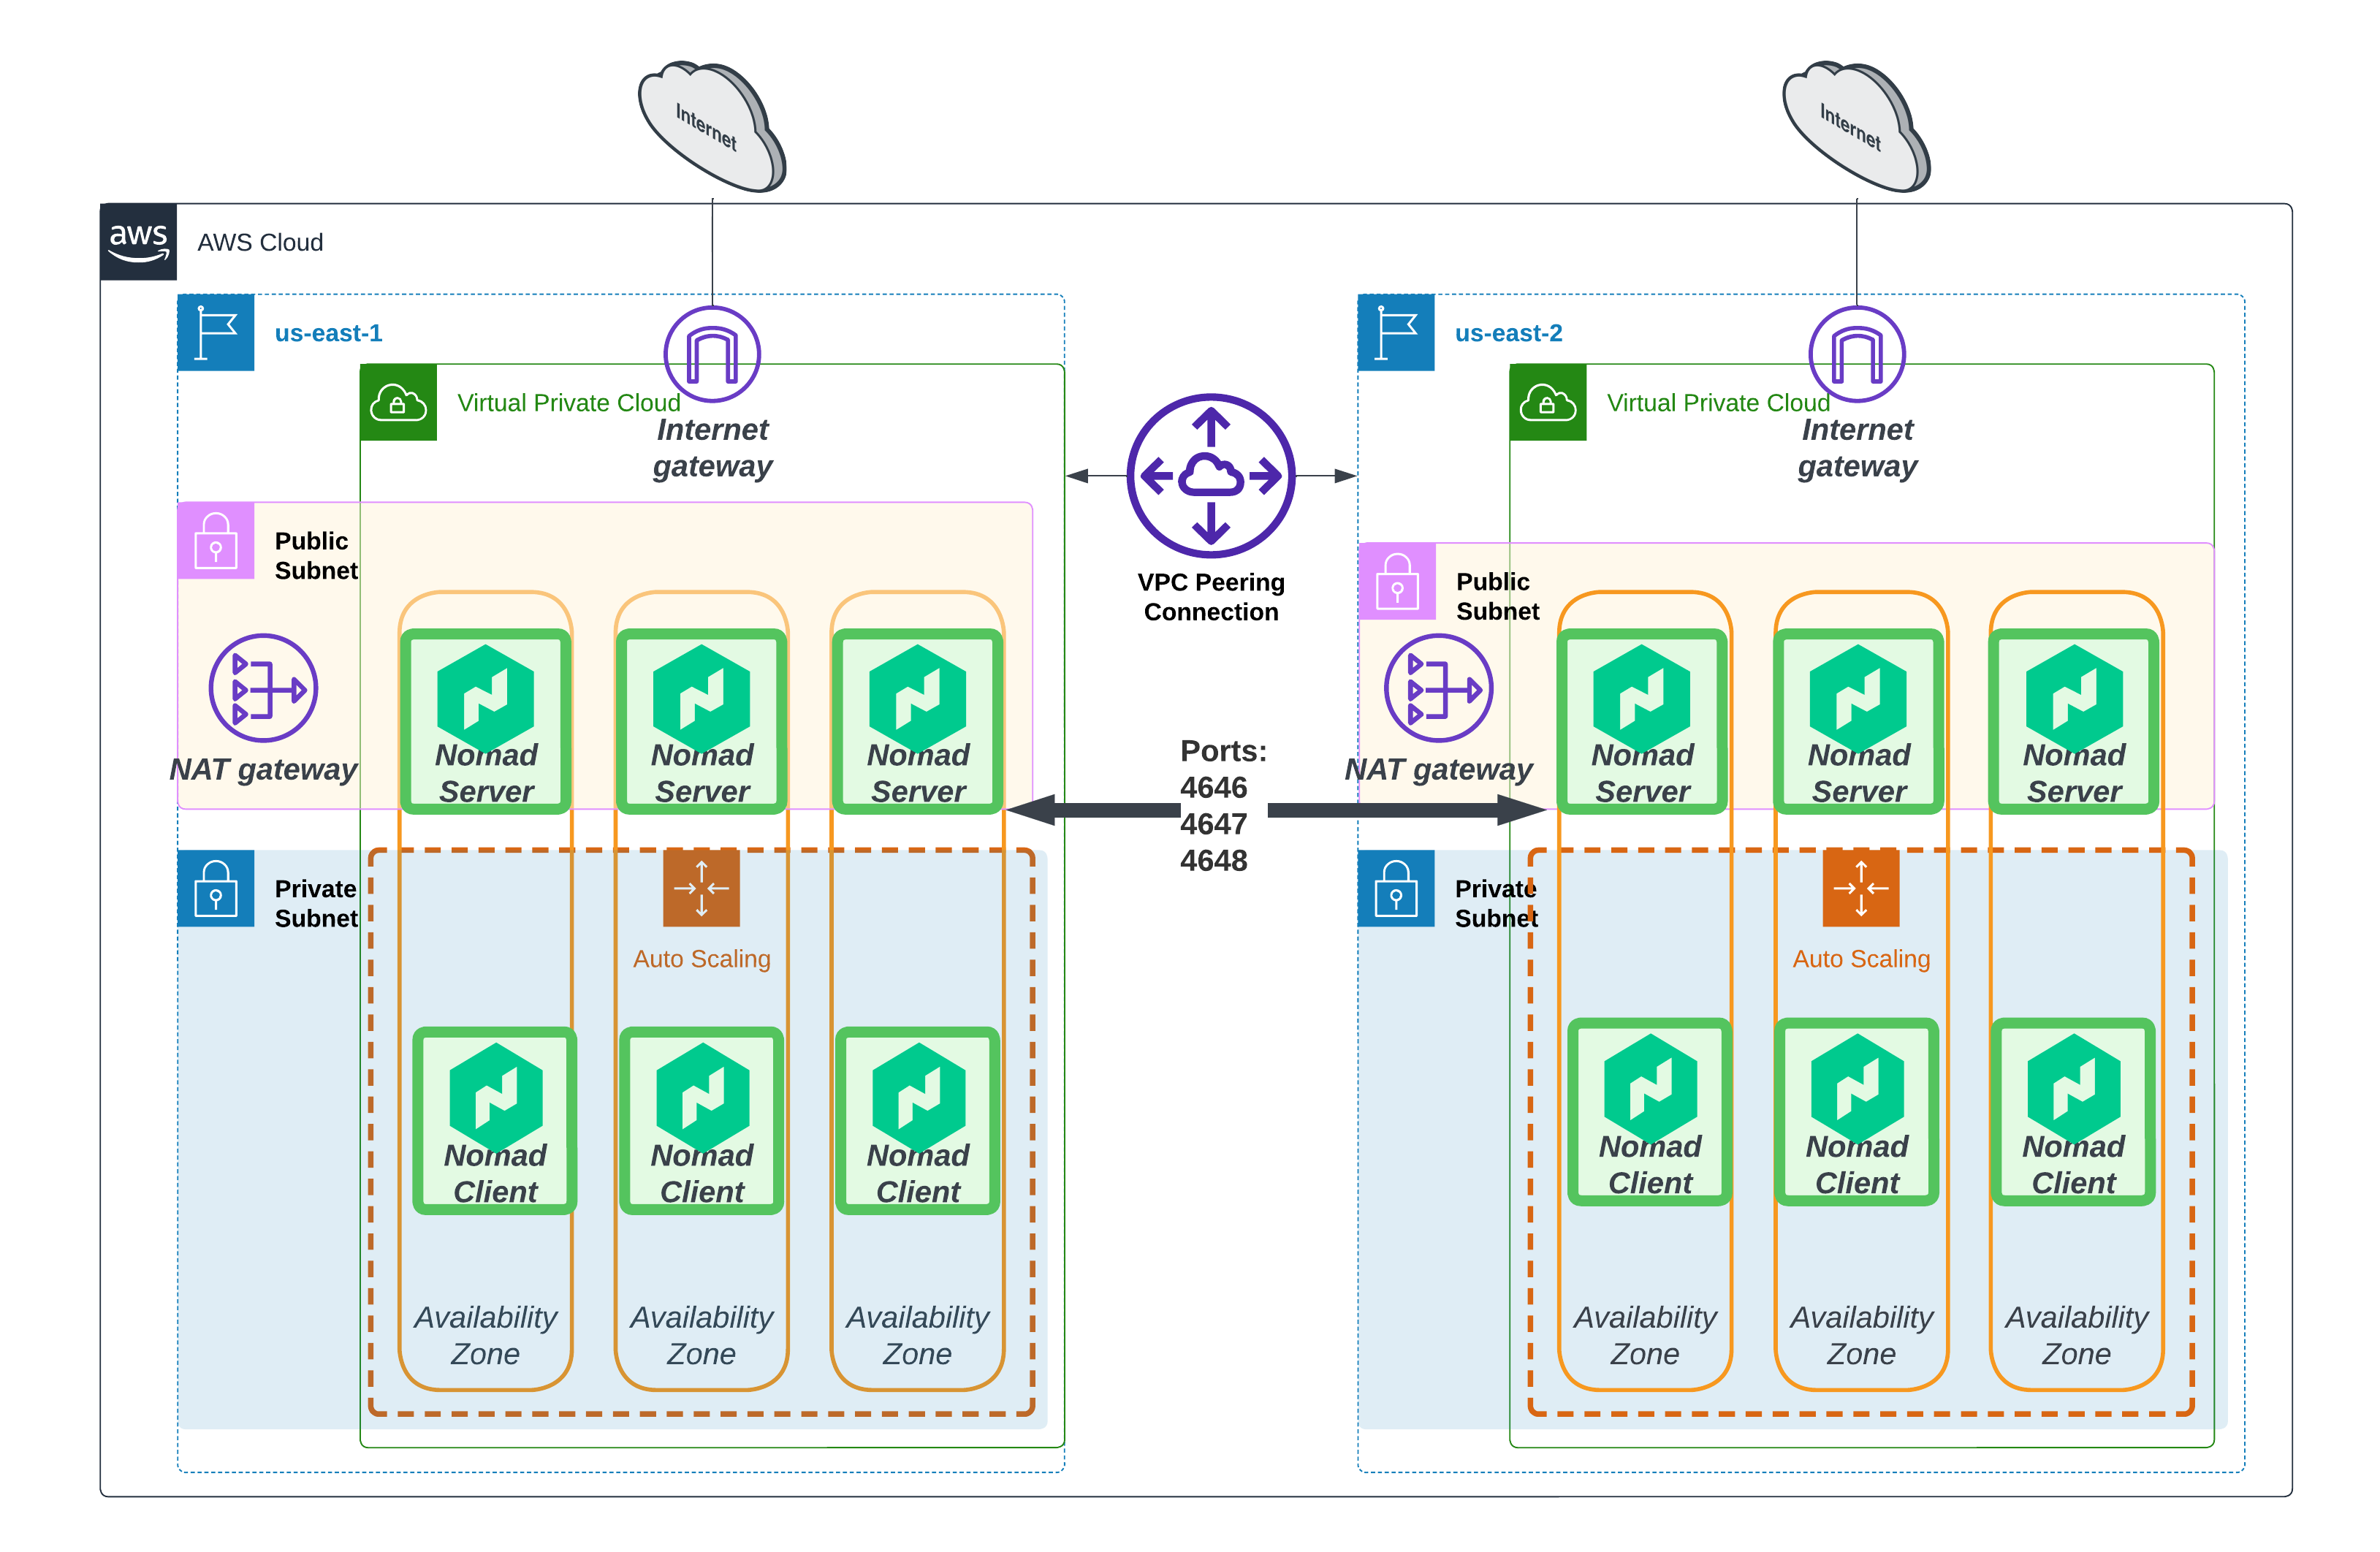 Internet
Internet
aws
AWS Cloud
us-east-1
us-east-2
Virtual Private Cloud
Internet
gateway
Virtual Private Cloud
Internet
gateway
VPC Peering
Connection
Public
Subnet
NAT gateway
Nomad
Server
Nomad
Server
Nomad
Server
Public
Subnet
NAT gateway
Nomad
Server
Nomad
Server
Nomad
Server
Ports:
4646
4647
4648
Private
Subnet
Auto Scaling
Nomad
Client
Nomad
Client
Nomad
Client
Availability
Zone
Availability
Zone
Availability
Zone
Private
Subnet
Auto Scaling
Nomad
Client
Nomad
Client
Nomad
Client
Availability
Zone
Availability
Zone
Availability
Zone